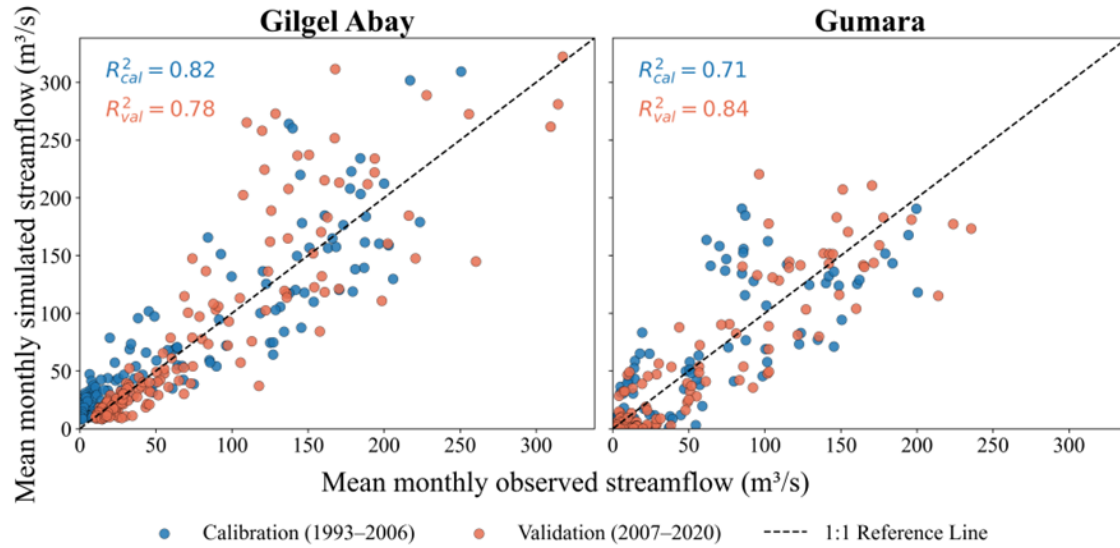 Gilgel Abay
Gumara
R²cal = 0.82
R²val = 0.78
R²cal = 0.71
R²val = 0.84
Mean monthly simulated streamflow (m³/s)
300
250
200
150
100
50
0
0 50 100 150 200 250 300
0 50 100 150 200 250 300
Mean monthly observed streamflow (m³/s)
Calibration (1993–2006) Validation (2007–2020) 1:1 Reference Line